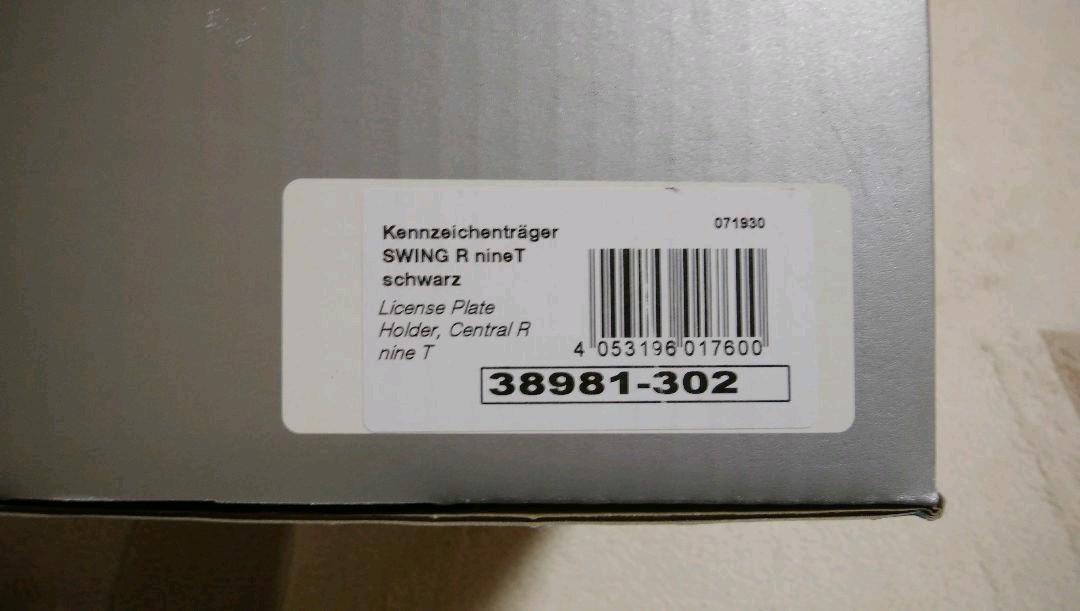 Kennzeichenträger
SWING R nineT
schwarz
License Plate
Holder, Central R
nine T
071930
4 053196 017600
38981-302